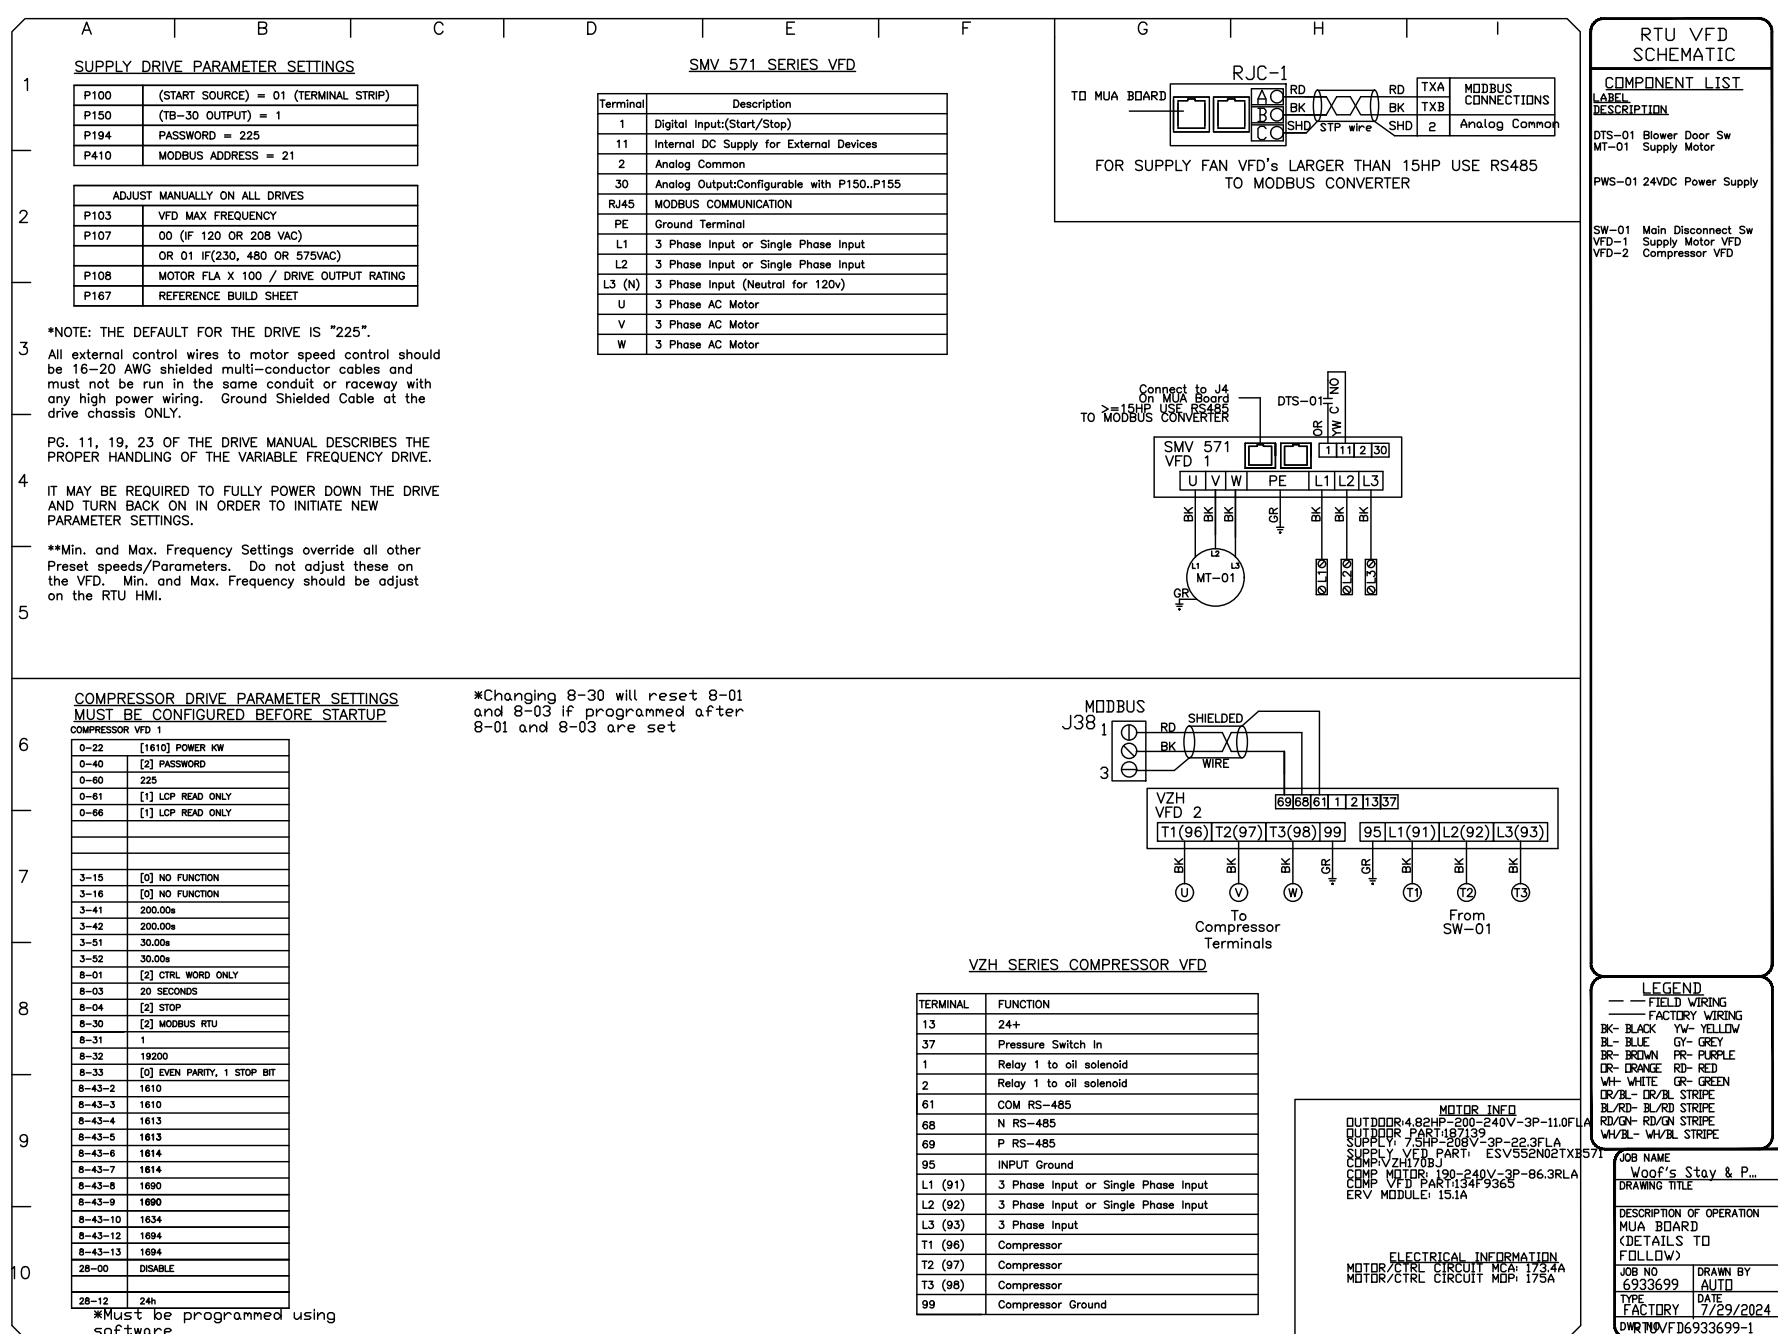 A B C D E F G H I
1
2
3
4
5
6
7
8
9
10
SUPPLY DRIVE PARAMETER SETTINGS
P100 (START SOURCE) = 01 (TERMINAL STRIP)
P150 (TB-30 OUTPUT) = 1
P194 PASSWORD = 225
P410 MODBUS ADDRESS = 21
ADJUST MANUALLY ON ALL DRIVES
P103 VFD MAX FREQUENCY
P107 00 (IF 120 OR 208 VAC)
OR 01 IF(230, 480 OR 575VAC)
P108 MOTOR FLA X 100 / DRIVE OUTPUT RATING
P167 REFERENCE BUILD SHEET
*NOTE: THE DEFAULT FOR THE DRIVE IS "225".
All external control wires to motor speed control should
be 16-20 AWG shielded multi-conductor cables and
must not be run in the same conduit or raceway with
any high power wiring. Ground Shielded Cable at the
drive chassis ONLY.
PG. 11, 19, 23 OF THE DRIVE MANUAL DESCRIBES THE
PROPER HANDLING OF THE VARIABLE FREQUENCY DRIVE.
IT MAY BE REQUIRED TO FULLY POWER DOWN THE DRIVE
AND TURN BACK ON IN ORDER TO INITIATE NEW
PARAMETER SETTINGS.
**Min. and Max. Frequency Settings override all other
Preset speeds/Parameters. Do not adjust these on
the VFD. Min. and Max. Frequency should be adjust
on the RTU HMI.
SMV 571 SERIES VFD
Terminal Description
1 Digital Input:(Start/Stop)
11 Internal DC Supply for External Devices
2 Analog Common
30 Analog Output:Configurable with P150..P155
RJ45 MODBUS COMMUNICATION
PE Ground Terminal
L1 3 Phase Input or Single Phase Input
L2 3 Phase Input or Single Phase Input
L3 (N) 3 Phase Input (Neutral for 120v)
U 3 Phase AC Motor
V 3 Phase AC Motor
W 3 Phase AC Motor
RJC-1
TO MUA BOARD
A RD RD TXA
B BK BK TXB
C SHD STP wire SHD 2 Analog Common
MODBUS
CONNECTIONS
FOR SUPPLY FAN VFD's LARGER THAN 15HP USE RS485
TO MODBUS CONVERTER
Connect to J4
On MUA Board
>=15HP USE RS485
TO MODBUS CONVERTER
DTS-01
OR YW C NO
SMV 571
VFD 1
1 11 2 30
U V W PE L1 L2 L3
BK BK BK GR BK BK BK
L1 L2 L3
MT-01
GR
L1 L2 L3
COMPRESSOR DRIVE PARAMETER SETTINGS
MUST BE CONFIGURED BEFORE STARTUP
COMPRESSOR VFD 1
0-22 [1610] POWER KW
0-40 [2] PASSWORD
0-60 225
0-61 [1] LCP READ ONLY
0-66 [1] LCP READ ONLY
3-15 [0] NO FUNCTION
3-16 [0] NO FUNCTION
3-41 200.00s
3-42 200.00s
3-51 30.00s
3-52 30.00s
8-01 [2] CTRL WORD ONLY
8-03 20 SECONDS
8-04 [2] STOP
8-30 [2] MODBUS RTU
8-31 1
8-32 19200
8-33 [0] EVEN PARITY, 1 STOP BIT
8-43-2 1610
8-43-3 1610
8-43-4 1613
8-43-5 1613
8-43-6 1614
8-43-7 1614
8-43-8 1690
8-43-9 1690
8-43-10 1634
8-43-12 1694
8-43-13 1694
28-00 DISABLE
28-12 24h
*Must be programmed using
software
*Changing 8-30 will reset 8-01
and 8-03 if programmed after
8-01 and 8-03 are set
MODBUS
J38
1
3
RD
BK
SHIELDED
WIRE
VZH
VFD 2
69 68 61 1 2 13 37
T1(96) T2(97) T3(98) 99 95 L1(91) L2(92) L3(93)
BK BK BK GR GR BK BK BK
U V W T1 T2 T3
To
Compressor
Terminals
From
SW-01
VZH SERIES COMPRESSOR VFD
TERMINAL FUNCTION
13 24+
37 Pressure Switch In
1 Relay 1 to oil solenoid
2 Relay 1 to oil solenoid
61 COM RS-485
68 N RS-485
69 P RS-485
95 INPUT Ground
L1 (91) 3 Phase Input or Single Phase Input
L2 (92) 3 Phase Input or Single Phase Input
L3 (93) 3 Phase Input
T1 (96) Compressor
T2 (97) Compressor
T3 (98) Compressor
99 Compressor Ground
MOTOR INFO
OUTDOOR:4.82HP-200-240V-3P-11.0FLA
OUTDOOR PART:187139
SUPPLY: 7.5HP-208V-3P-22.3FLA
SUPPLY VFD PART: ESV552N02TXB571
COMP:VZH170BJ
COMP MOTOR: 190-240V-3P-86.3RLA
COMP VFD PART:134F9365
ERV MODULE: 15.1A
ELECTRICAL INFORMATION
MOTOR/CTRL CIRCUIT MCA: 173.4A
MOTOR/CTRL CIRCUIT MOP: 175A
RTU VFD
SCHEMATIC
COMPONENT LIST
LABEL
DESCRIPTION
DTS-01 Blower Door Sw
MT-01 Supply Motor
PWS-01 24VDC Power Supply
SW-01 Main Disconnect Sw
VFD-1 Supply Motor VFD
VFD-2 Compressor VFD
LEGEND
FIELD WIRING
FACTORY WIRING
BK- BLACK YW- YELLOW
BL- BLUE GY- GREY
BR- BROWN PR- PURPLE
OR- ORANGE RD- RED
WH- WHITE GR- GREEN
OR/BL- OR/BL STRIPE
BL/RD- BL/RD STRIPE
RD/GN- RD/GN STRIPE
WH/BL- WH/BL STRIPE
JOB NAME
Woof's Stay & P...
DRAWING TITLE
DESCRIPTION OF OPERATION
MUA BOARD
(DETAILS TO
FOLLOW)
JOB NO DRAWN BY
6933699 AUTO
TYPE DATE
FACTORY 7/29/2024
DWG NO RTUVFD6933699-1